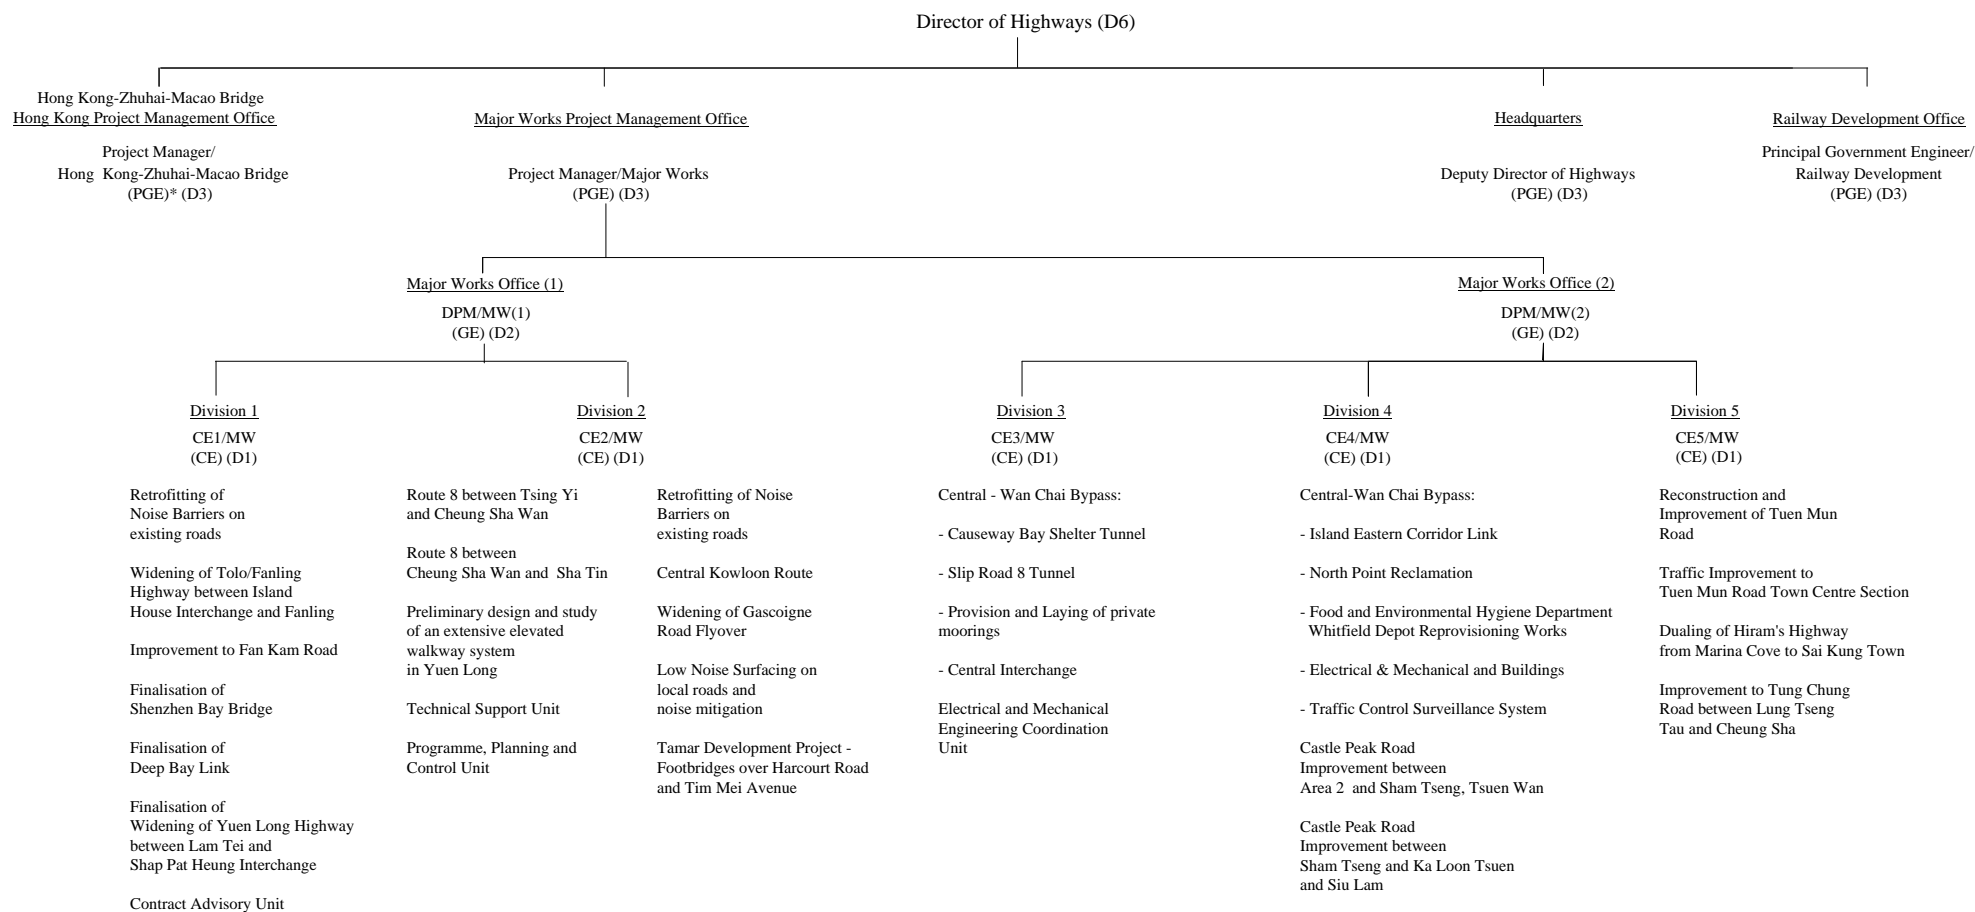 Director of Highways (D6)
Hong Kong-Zhuhai-Macao Bridge
Hong Kong Project Management Office
Project Manager/
Hong Kong-Zhuhai-Macao Bridge
(PGE)* (D3)
Major Works Project Management Office
Project Manager/Major Works
(PGE) (D3)
Headquarters
Deputy Director of Highways
(PGE) (D3)
Railway Development Office
Principal Government Engineer/
Railway Development
(PGE) (D3)
Major Works Office (1)
DPM/MW(1)
(GE) (D2)
Major Works Office (2)
DPM/MW(2)
(GE) (D2)
Division 1
CE1/MW
(CE) (D1)
Retrofitting of
Noise Barriers on
existing roads
Widening of Tolo/Fanling
Highway between Island
House Interchange and Fanling
Improvement to Fan Kam Road
Finalisation of
Shenzhen Bay Bridge
Finalisation of
Deep Bay Link
Finalisation of
Widening of Yuen Long Highway
between Lam Tei and
Shap Pat Heung Interchange
Contract Advisory Unit
Division 2
CE2/MW
(CE) (D1)
Route 8 between Tsing Yi
and Cheung Sha Wan
Route 8 between
Cheung Sha Wan and Sha Tin
Preliminary design and study
of an extensive elevated
walkway system
in Yuen Long
Technical Support Unit
Programme, Planning and
Control Unit
Retrofitting of Noise
Barriers on
existing roads
Central Kowloon Route
Widening of Gascoigne
Road Flyover
Low Noise Surfacing on
local roads and
noise mitigation
Tamar Development Project -
Footbridges over Harcourt Road
and Tim Mei Avenue
Division 3
CE3/MW
(CE) (D1)
Central - Wan Chai Bypass:
- Causeway Bay Shelter Tunnel
- Slip Road 8 Tunnel
- Provision and Laying of private
moorings
- Central Interchange
Electrical and Mechanical
Engineering Coordination
Unit
Division 4
CE4/MW
(CE) (D1)
Central-Wan Chai Bypass:
- Island Eastern Corridor Link
- North Point Reclamation
- Food and Environmental Hygiene Department
Whitfield Depot Reprovisioning Works
- Electrical & Mechanical and Buildings
- Traffic Control Surveillance System
Castle Peak Road
Improvement between
Area 2 and Sham Tseng, Tsuen Wan
Castle Peak Road
Improvement between
Sham Tseng and Ka Loon Tsuen
and Siu Lam
Division 5
CE5/MW
(CE) (D1)
Reconstruction and
Improvement of Tuen Mun
Road
Traffic Improvement to
Tuen Mun Road Town Centre Section
Dualing of Hiram's Highway
from Marina Cove to Sai Kung Town
Improvement to Tung Chung
Road between Lung Tseng
Tau and Cheung Sha